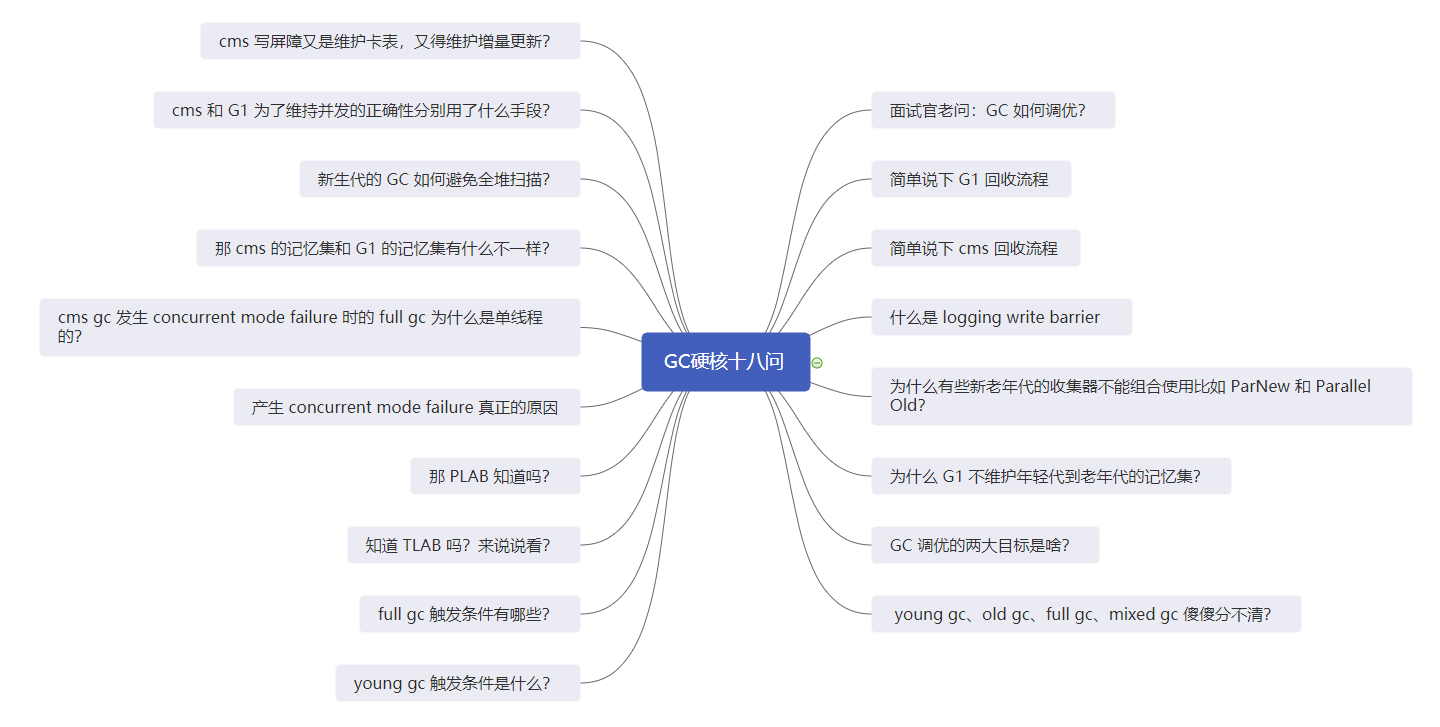 cms 写屏障又是维护卡表，又得维护增量更新？
cms 和 G1 为了维持并发的正确性分别用了什么手段？
新生代的 GC 如何避免全堆扫描？
那 cms 的记忆集和 G1 的记忆集有什么不一样？
cms gc 发生 concurrent mode failure 时的 full gc 为什么是单线程
的？
产生 concurrent mode failure 真正的原因
那 PLAB 知道吗？
知道 TLAB 吗？来说说看？
full gc 触发条件有哪些？
young gc 触发条件是什么？
GC硬核十八问
面试官老问：GC 如何调优？
简单说下 G1 回收流程
简单说下 cms 回收流程
什么是 logging write barrier
为什么有些新老年代的收集器不能组合使用比如 ParNew 和 Parallel
Old？
为什么 G1 不维护年轻代到老年代的记忆集？
GC 调优的两大目标是啥？
young gc、old gc、full gc、mixed gc 傻傻分不清？